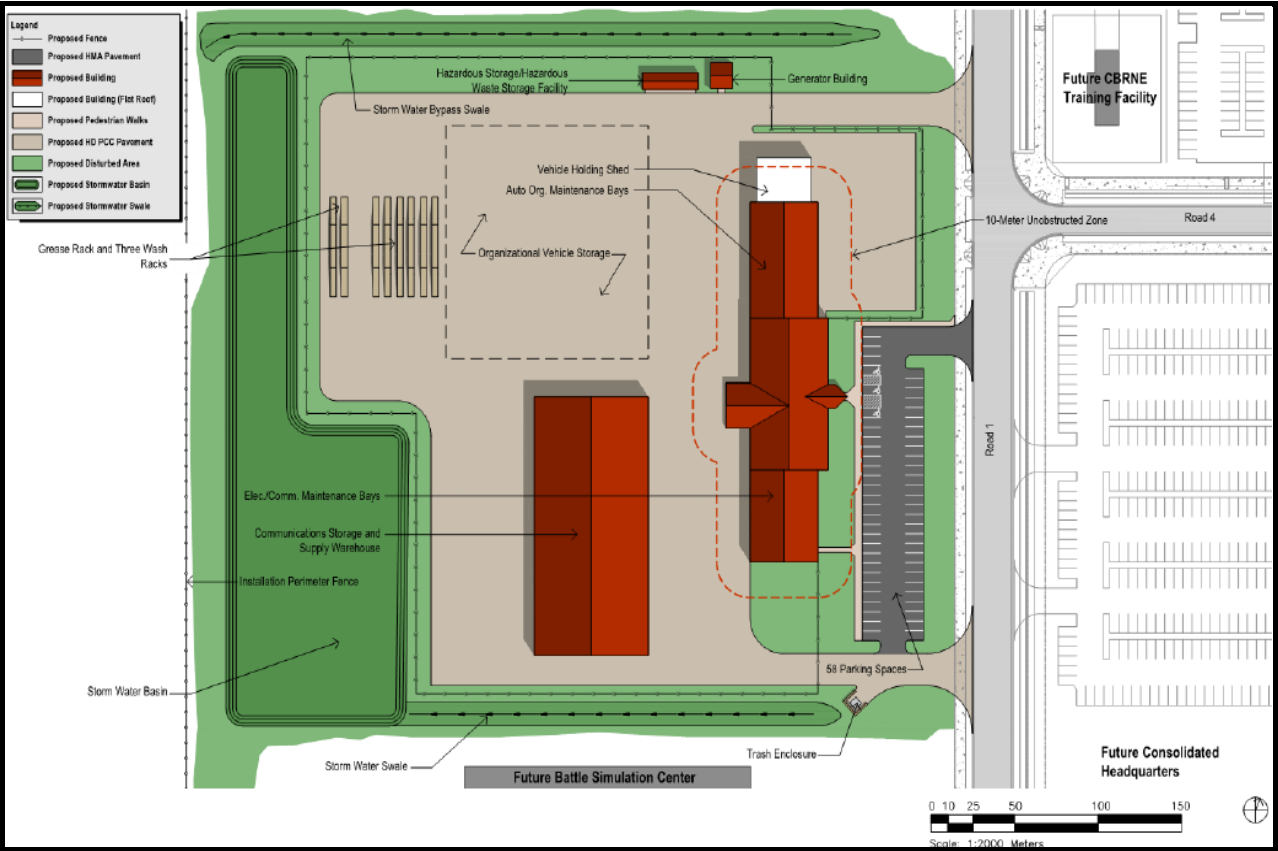 Legend
Proposed Fence
Proposed HMA Pavement
Proposed Building
Proposed Building (Flat Roof)
Proposed Pedestrian Walks
Proposed HD PCC Pavement
Proposed Disturbed Area
Proposed Stormwater Basin
Proposed Stormwater Swale
Hazardous Storage/Hazardous
Waste Storage Facility
Generator Building
Future CBRNE
Training Facility
Storm Water Bypass Swale
Vehicle Holding Shed
Auto Org. Maintenance Bays
10-Meter Unobstructed Zone
Road 4
Grease Rack and Three Wash
Racks
Organizational Vehicle Storage
Road 1
Elec./Comm. Maintenance Bays
Communications Storage and
Supply Warehouse
Installation Perimeter Fence
58 Parking Spaces
Storm Water Basin
Trash Enclosure
Storm Water Swale
Future Battle Simulation Center
Future Consolidated
Headquarters
0 10 25 50 100 150
Scale: 1:2000 Meters